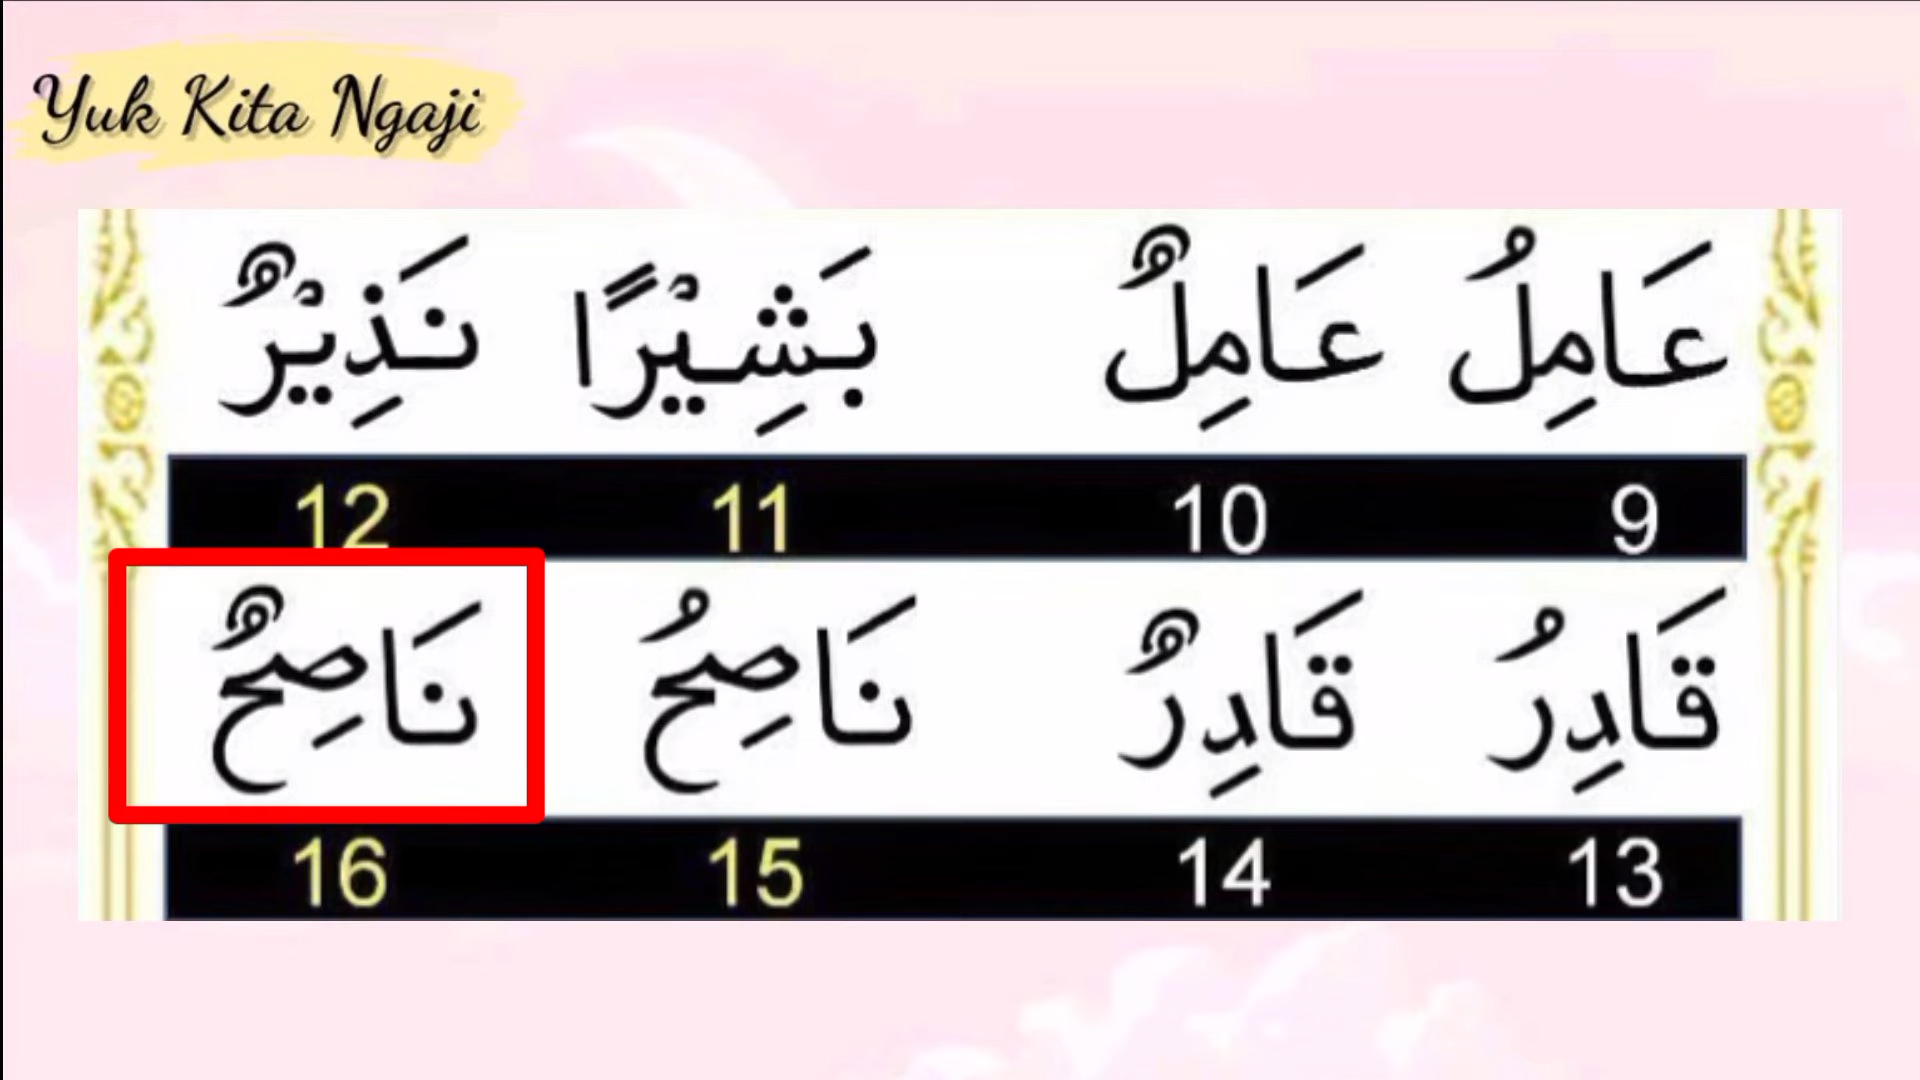 Yuk Kita Ngaji
عَامِلُ عَامِلٌ بَشِيْرًا نَذِيْرٌ
9 10 11 12
قَادِرُ قَادِرٌ نَاصِحُ نَاصِحٌ
13 14 15 16